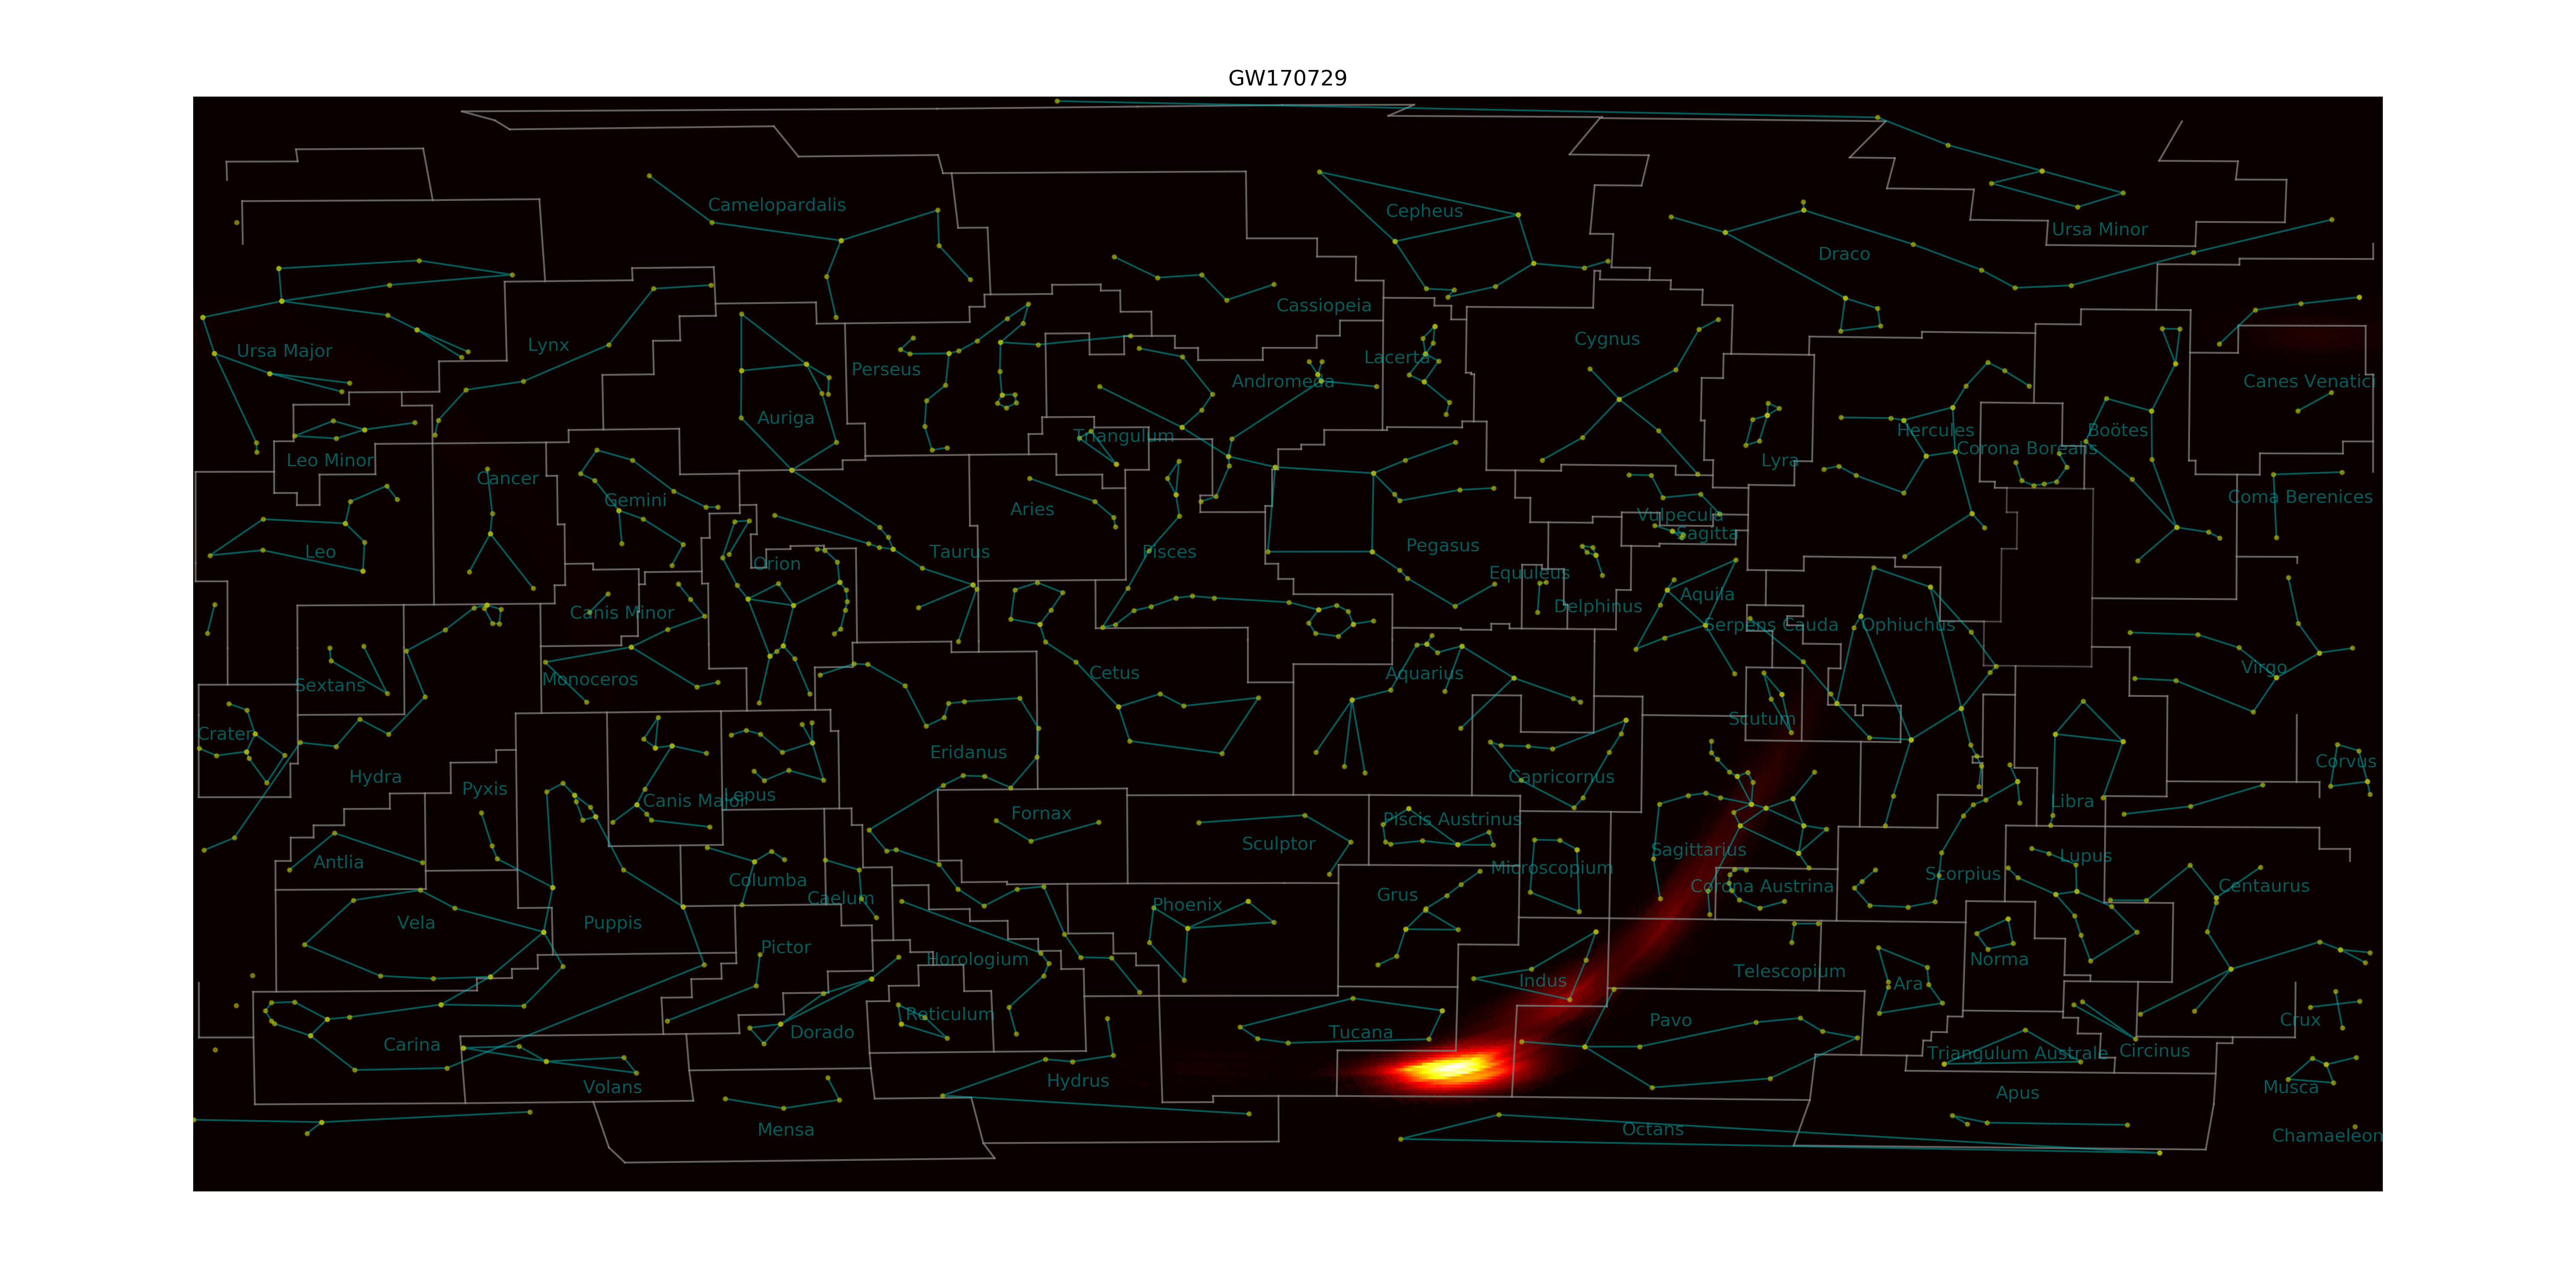 GW170729
Camelopardalis
Cepheus
Ursa Minor
Draco
Cassiopeia
Cygnus
Ursa Major
Lynx
Lacerta
Perseus
Andromeda
Canes Venatici
Auriga
Triangulum
Hercules
Boötes
Corona Borealis
Leo Minor
Lyra
Cancer
Gemini
Coma Berenices
Aries
Vulpecula
Sagitta
Leo
Orion
Taurus
Pisces
Pegasus
Equuleus
Canis Minor
Delphinus
Aquila
Serpens Cauda
Ophiuchus
Sextans
Monoceros
Cetus
Aquarius
Virgo
Crater
Scutum
Eridanus
Hydra
Pyxis
Capricornus
Corvus
Canis Major
Lepus
Libra
Fornax
Piscis Austrinus
Sculptor
Antlia
Sagittarius
Lupus
Microscopium
Columba
Scorpius
Caelum
Grus
Corona Austrina
Centaurus
Phoenix
Vela
Puppis
Pictor
Horologium
Norma
Telescopium
Indus
Ara
Reticulum
Dorado
Tucana
Pavo
Crux
Carina
Triangulum Australe
Circinus
Volans
Hydrus
Musca
Apus
Mensa
Octans
Chamaeleon